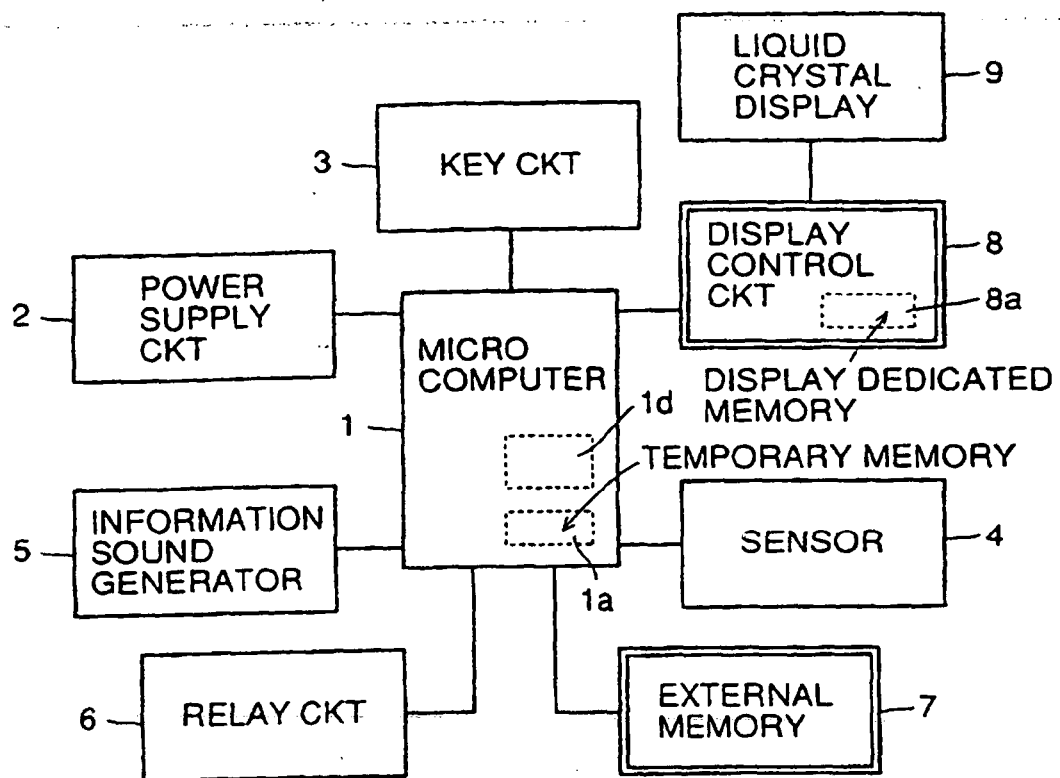 LIQUID
CRYSTAL
DISPLAY
9
3
KEY CKT
DISPLAY
CONTROL
CKT
8
8a
POWER
SUPPLY
CKT
2
MICRO
COMPUTER
DISPLAY DEDICATED
MEMORY
1
1d
TEMPORARY MEMORY
INFORMATION
SOUND
GENERATOR
5
SENSOR
4
1a
6
RELAY CKT
EXTERNAL
MEMORY
7